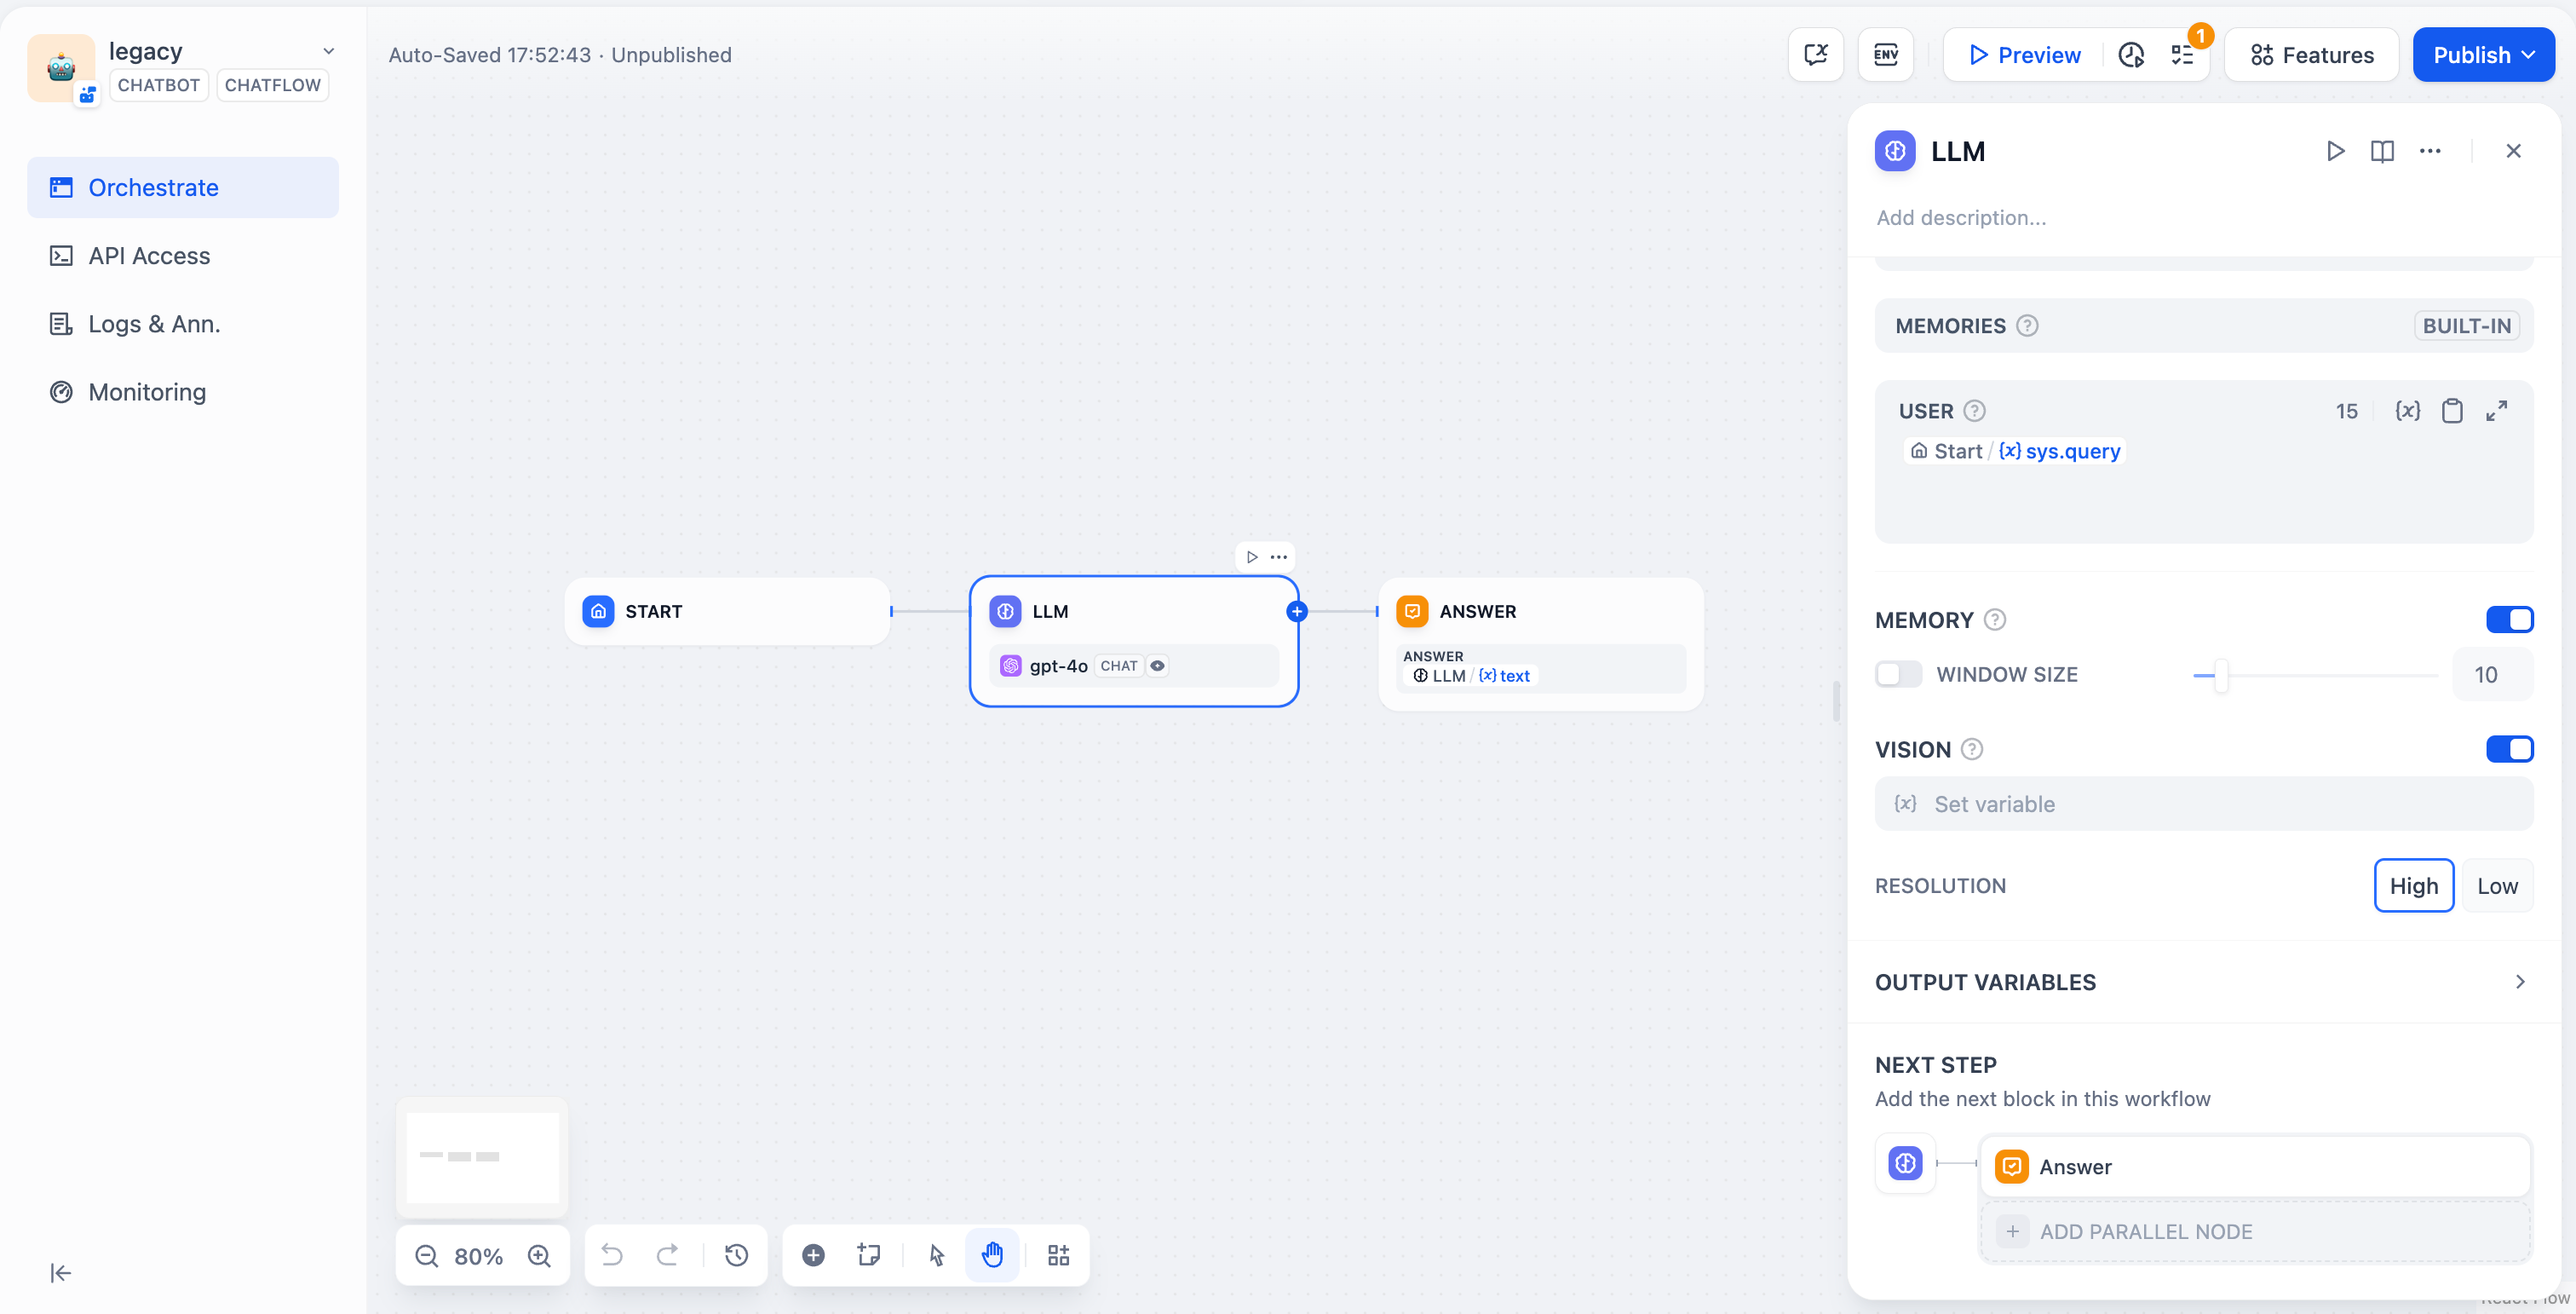 legacy
CHATBOT CHATFLOW
Orchestrate
API Access
Logs & Ann.
Monitoring
Auto-Saved 17:52:43 · Unpublished
ENV
Preview
1
Features
Publish
START
LLM
gpt-4o CHAT
ANSWER
ANSWER
LLM / {x} text
80%
LLM
Add description...
MEMORIES
BUILT-IN
USER
15
{x}
Start / {x} sys.query
MEMORY
WINDOW SIZE
10
VISION
{x} Set variable
RESOLUTION
High
Low
OUTPUT VARIABLES
NEXT STEP
Add the next block in this workflow
Answer
+ ADD PARALLEL NODE
React Flow